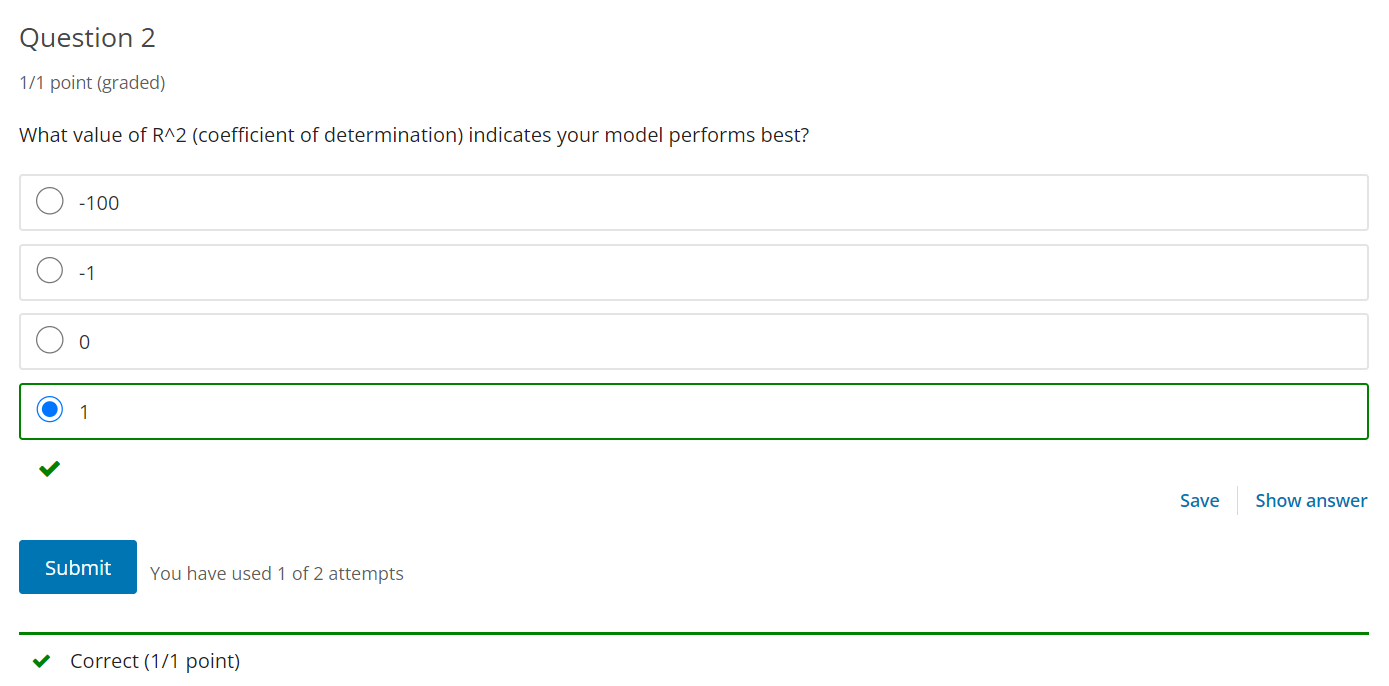 Question 2
1/1 point (graded)
What value of R^2 (coefficient of determination) indicates your model performs best?
-100
-1
0
1
Save
Show answer
Submit
You have used 1 of 2 attempts
Correct (1/1 point)